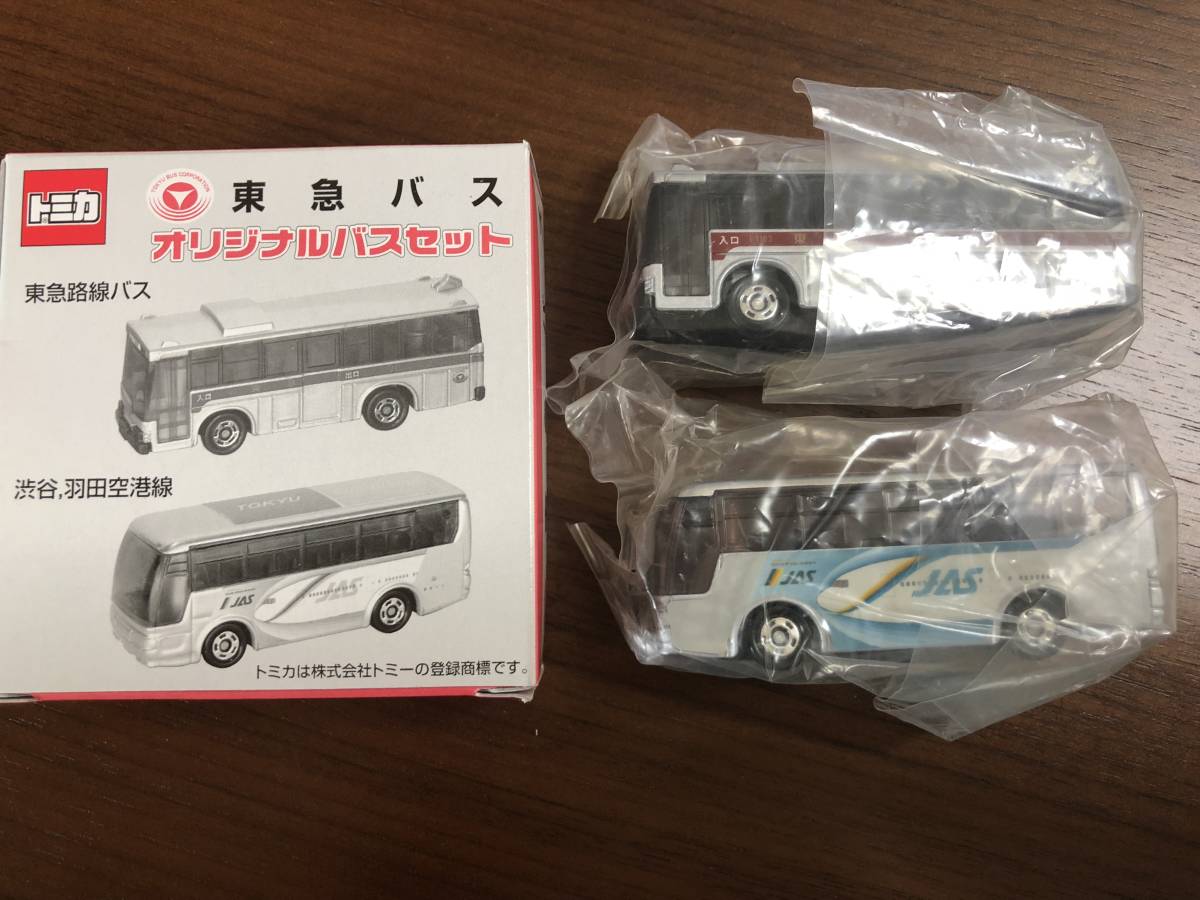 トミカ
TOKYU BUS CORPORATION
東急バス
オリジナルバスセット
東急路線バス
入口
出口
渋谷,羽田空港線
TOKYU
JAS
JAS
トミカは株式会社トミーの登録商標です。
入口
東
JAS
JAS